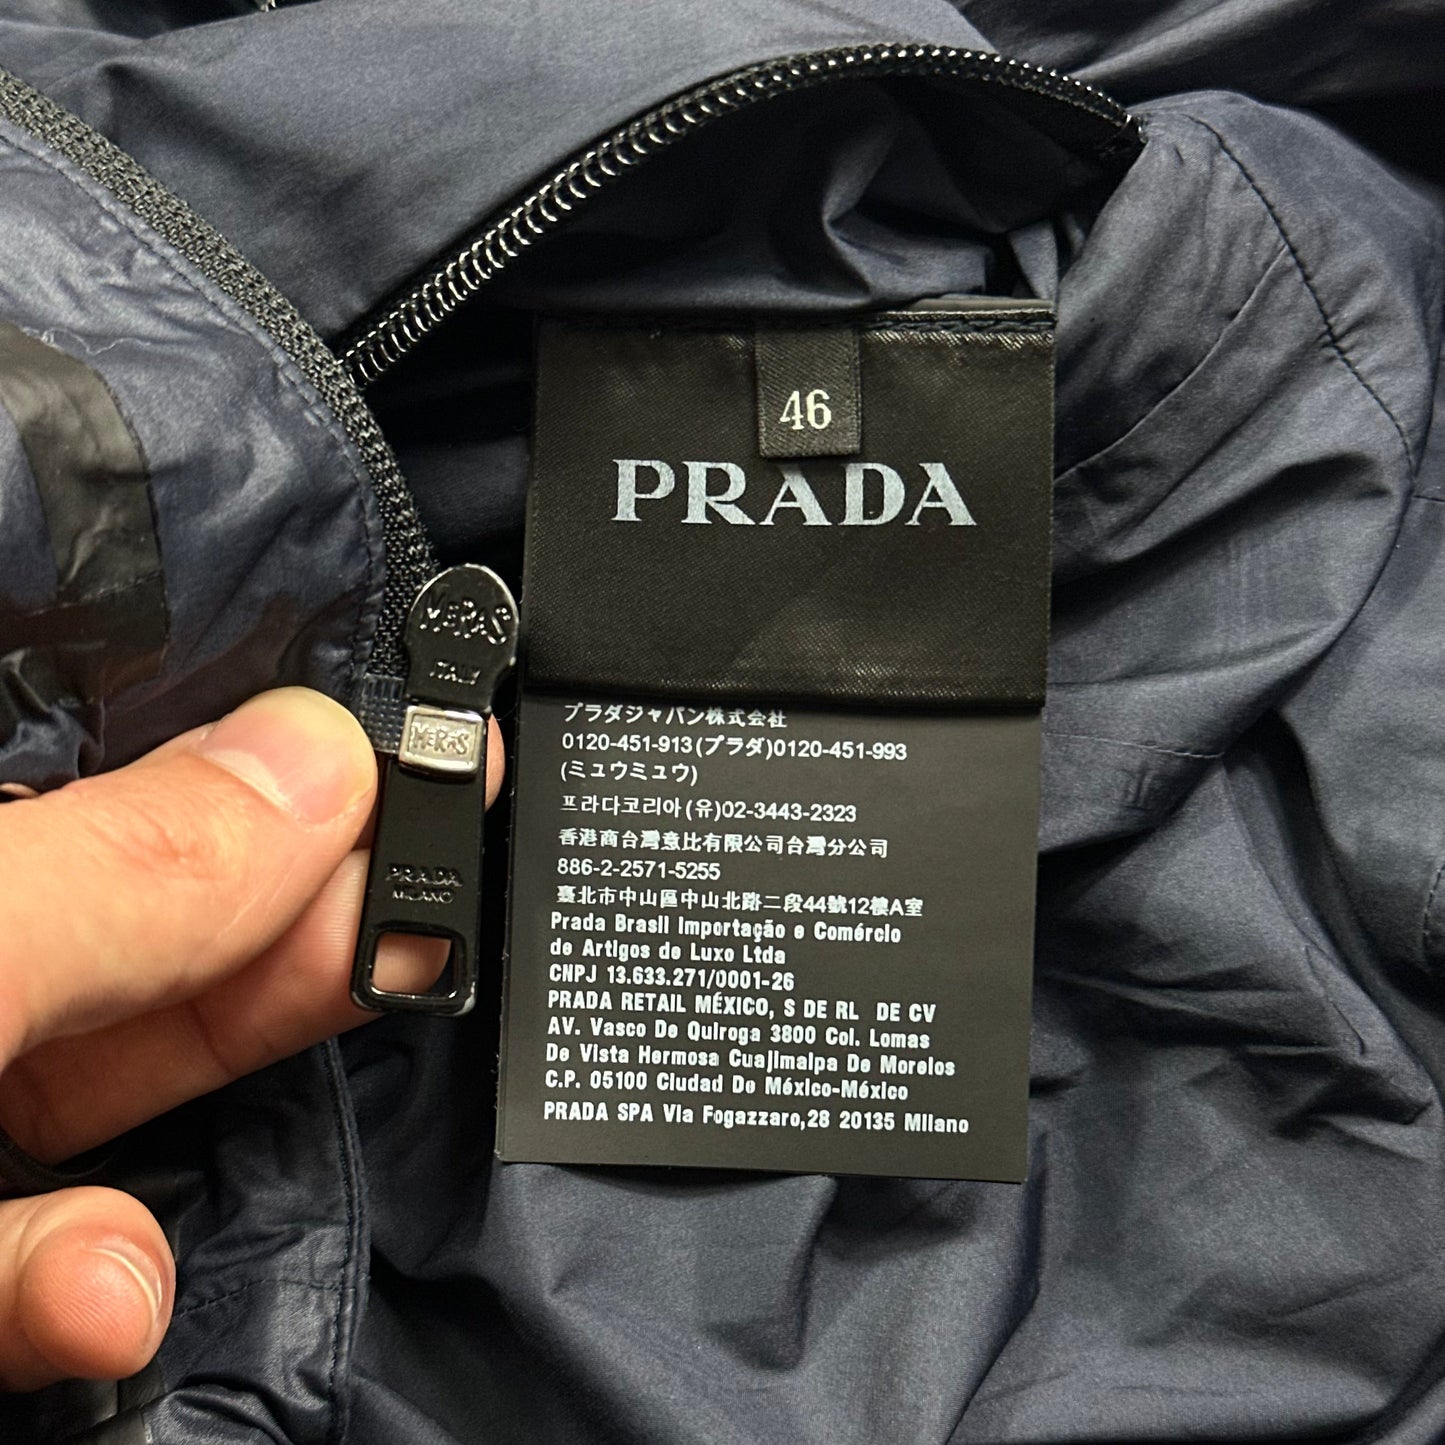 46
PRADA
MeRAS
ITALY
MeRAS
PRADA
MILANO
プラダジャパン株式会社
0120-451-913(プラダ)0120-451-993
(ミュウミュウ)
프라다코리아(유)02-3443-2323
香港商台灣意比有限公司台灣分公司
886-2-2571-5255
臺北市中山區中山北路二段44號12樓A室
Prada Brasil Importação e Comércio
de Artigos de Luxo Ltda
CNPJ 13.633.271/0001-26
PRADA RETAIL MÉXICO, S DE RL DE CV
AV. Vasco De Quiroga 3800 Col. Lomas
De Vista Hermosa Cuajimalpa De Morelos
C.P. 05100 Ciudad De México-México
PRADA SPA Via Fogazzaro,28 20135 Milano